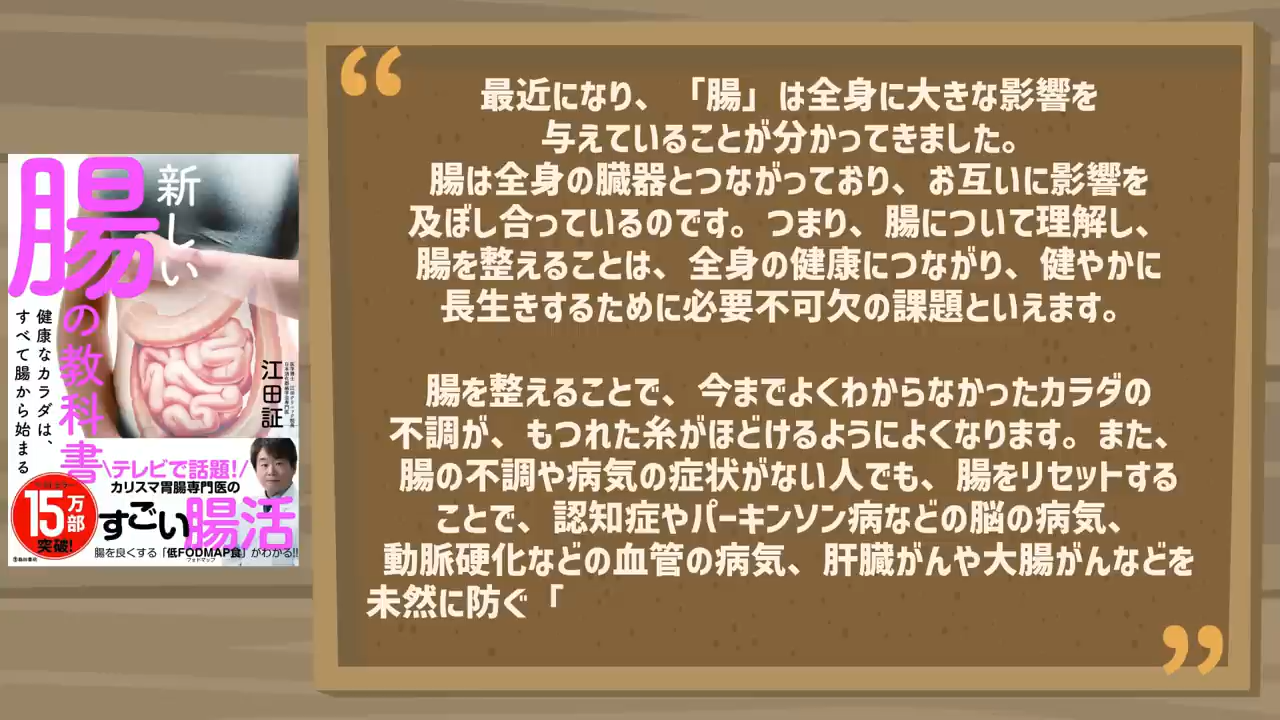 最近になり、「腸」は全身に大きな影響を
与えていることが分かってきました。
腸は全身の臓器とつながっており、お互いに影響を
及ぼし合っているのです。つまり、腸について理解し、
腸を整えることは、全身の健康につながり、健やかに
長生きするために必要不可欠の課題といえます。
腸を整えることで、今までよくわからなかったカラダの
不調が、もつれた糸がほどけるようによくなります。また、
腸の不調や病気の症状がない人でも、腸をリセットする
ことで、認知症やパーキンソン病などの脳の病気、
動脈硬化などの血管の病気、肝臓がんや大腸がんなどを
未然に防ぐ「
新しい
腸の教科書
健康なカラダは、
すべて腸から始まる
江田証
\テレビで話題!/
カリスマ胃腸専門医の
すごい腸活
15万部
突破!
腸を良くする「低FODMAP食」がわかる!!
フォドマップ